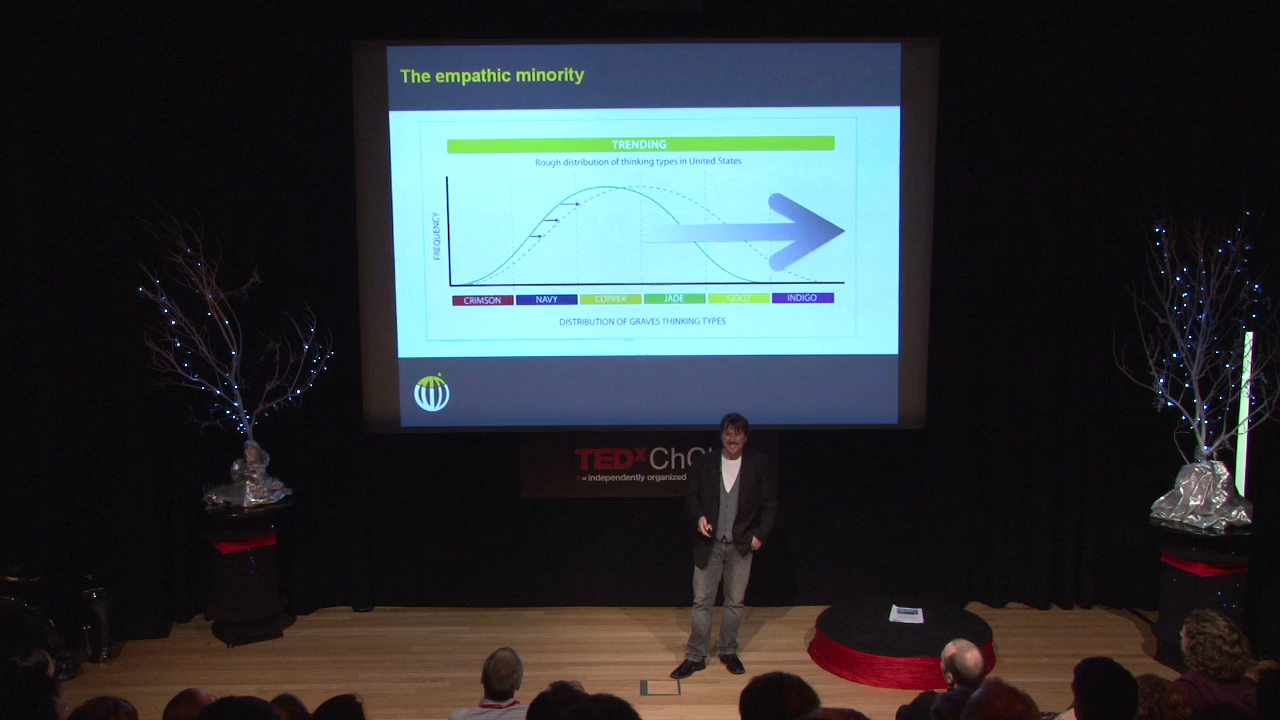 The empathic minority
TRENDING
Rough distribution of thinking types in United States
FREQUENCY
CRIMSON NAVY COPPER JADE GOLD INDIGO
DISTRIBUTION OF GRAVES THINKING TYPES
TEDx
x = independently organized